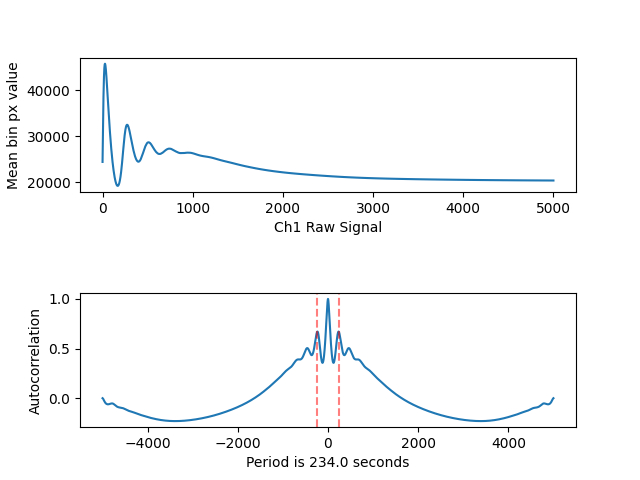 40000
30000
20000
Mean bin px value
0 1000 2000 3000 4000 5000
Ch1 Raw Signal
1.0
0.5
0.0
Autocorrelation
−4000 −2000 0 2000 4000
Period is 234.0 seconds